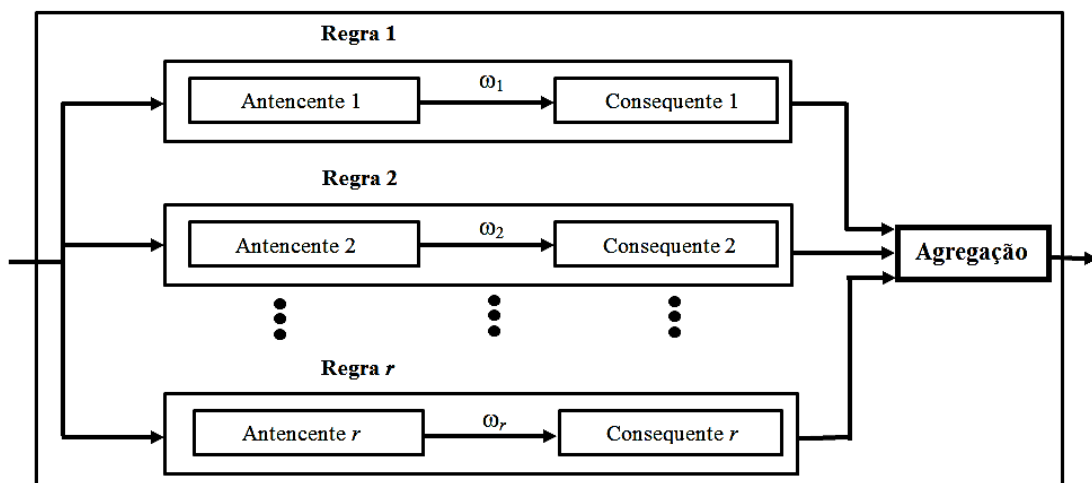 Regra 1
Antencente 1
ω1
Consequente 1
Regra 2
Antencente 2
ω2
Consequente 2
Agregação
Regra r
Antencente r
ωr
Consequente r